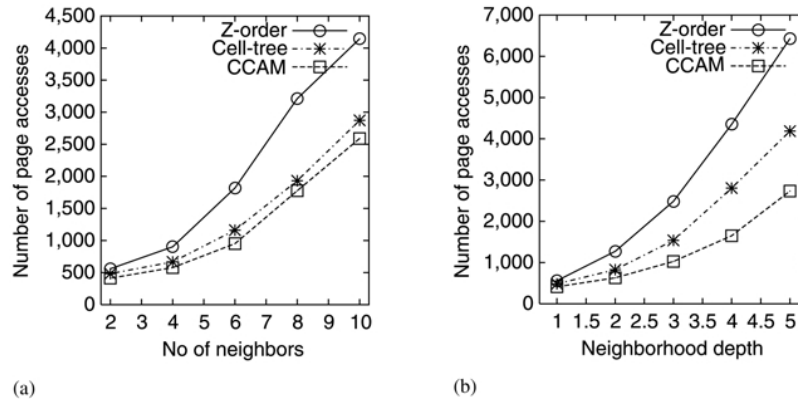 4,500
4,000
3,500
3,000
2,500
2,000
1,500
1,000
500
0
Number of page accesses
Z-order
Cell-tree
CCAM
2 3 4 5 6 7 8 9 10
No of neighbors
(a)
7,000
6,000
5,000
4,000
3,000
2,000
1,000
0
Number of page accesses
Z-order
Cell-tree
CCAM
1 1.5 2 2.5 3 3.5 4 4.5 5
Neighborhood depth
(b)